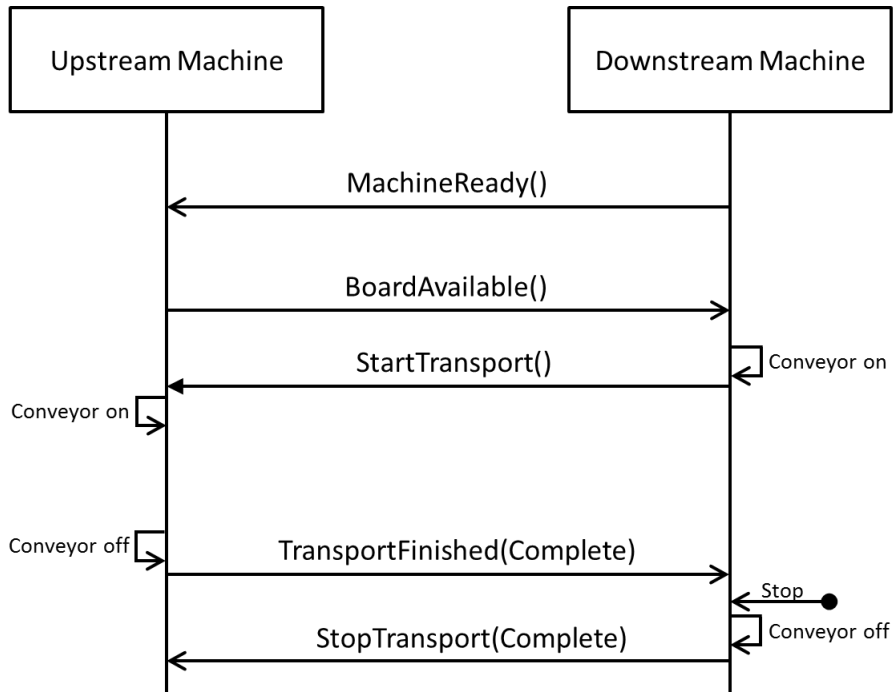 Upstream Machine
Downstream Machine
MachineReady()
BoardAvailable()
StartTransport()
Conveyor on
Conveyor on
Conveyor off
TransportFinished(Complete)
Stop
Conveyor off
StopTransport(Complete)